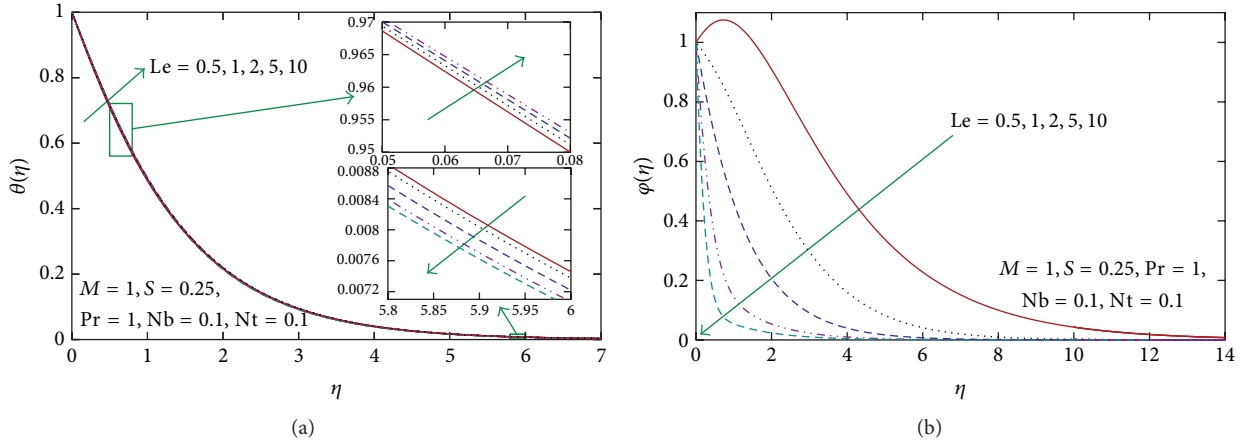 1
0.8
0.6
0.4
0.2
0
θ(η)
0 1 2 3 4 5 6 7
η
Le = 0.5, 1, 2, 5, 10
M = 1, S = 0.25,
Pr = 1, Nb = 0.1, Nt = 0.1
0.97
0.965
0.96
0.955
0.95
0.05 0.06 0.07 0.08
0.0088
0.0084
0.008
0.0076
0.0072
5.8 5.85 5.9 5.95 6
(a)
1
0.8
0.6
0.4
0.2
0
φ(η)
0 2 4 6 8 10 12 14
η
Le = 0.5, 1, 2, 5, 10
M = 1, S = 0.25, Pr = 1,
Nb = 0.1, Nt = 0.1
(b)